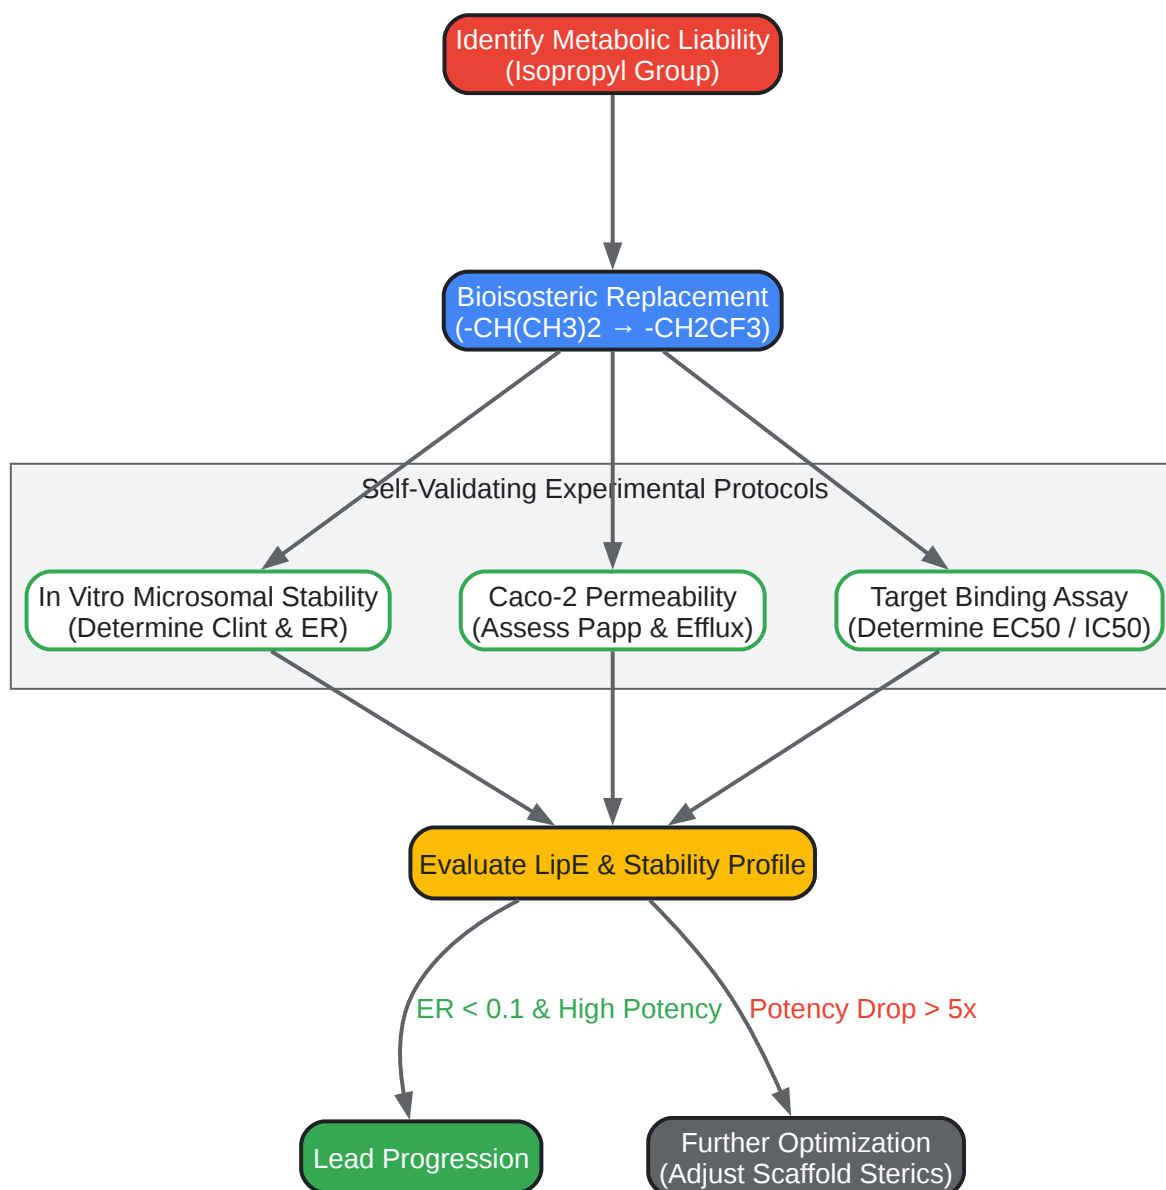 Identify Metabolic Liability
(Isopropyl Group)
Bioisosteric Replacement
(-CH(CH3)2 → -CH2CF3)
Self-Validating Experimental Protocols
In Vitro Microsomal Stability
(Determine Clint & ER)
Caco-2 Permeability
(Assess Papp & Efflux)
Target Binding Assay
(Determine EC50 / IC50)
Evaluate LipE & Stability Profile
ER < 0.1 & High Potency
Potency Drop > 5x
Lead Progression
Further Optimization
(Adjust Scaffold Sterics)